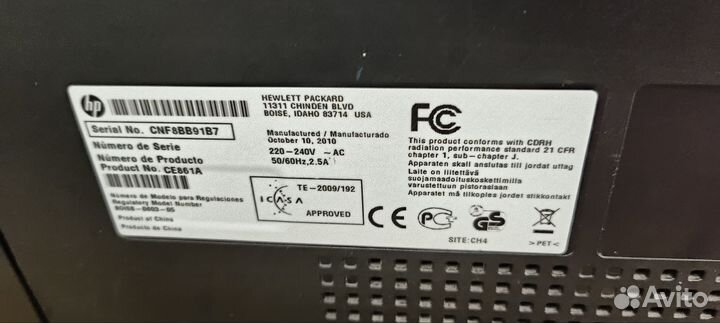 hp
Serial No. CNF8BB91B7
Número de Serie
Número de Producto
Product No. CE861A
Número de Modelo para Regulaciones
Regulatory Model Number
BOISB-0603-05
Product of China
Producto de China
HEWLETT PACKARD
11311 CHINDEN BLVD
BOISE, IDAHO 83714 USA
Manufactured / Manufacturado
October 10, 2010
220-240V ~ AC
50/60Hz, 2.5A
TE-2009/192
ICASA
APPROVED
FCC
This product conforms with CDRH
radiation performance standard 21 CFR
chapter 1, sub-chapter J.
Apparaten skall anslutas till jordat uttag
Laite on liitettävä
suojamaadoituskoskettimilla
varustettuun pistorasiaan
Apparatet må tilkoples jordet stikkontakt
CE
GS
SITE:CH4
>PET<
Avito